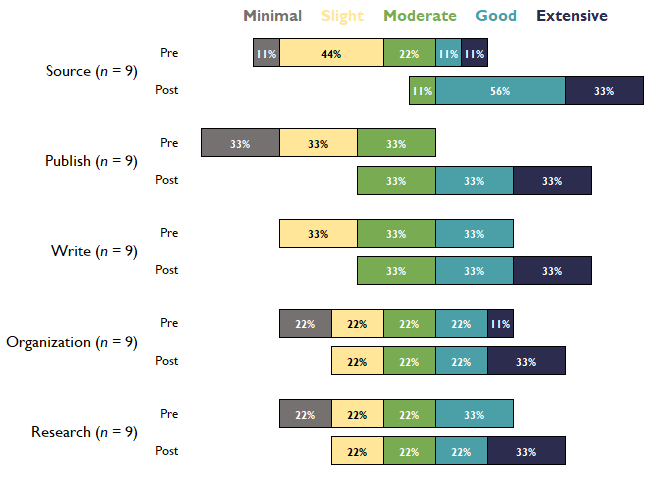 Minimal Slight Moderate Good Extensive
Pre 11% 44% 22% 11% 11%
Source (n = 9)
Post 11% 56% 33%
Pre 33% 33% 33%
Publish (n = 9)
Post 33% 33% 33%
Pre 33% 33% 33%
Write (n = 9)
Post 33% 33% 33%
Pre 22% 22% 22% 22% 11%
Organization (n = 9)
Post 22% 22% 22% 33%
Pre 22% 22% 22% 33%
Research (n = 9)
Post 22% 22% 22% 33%